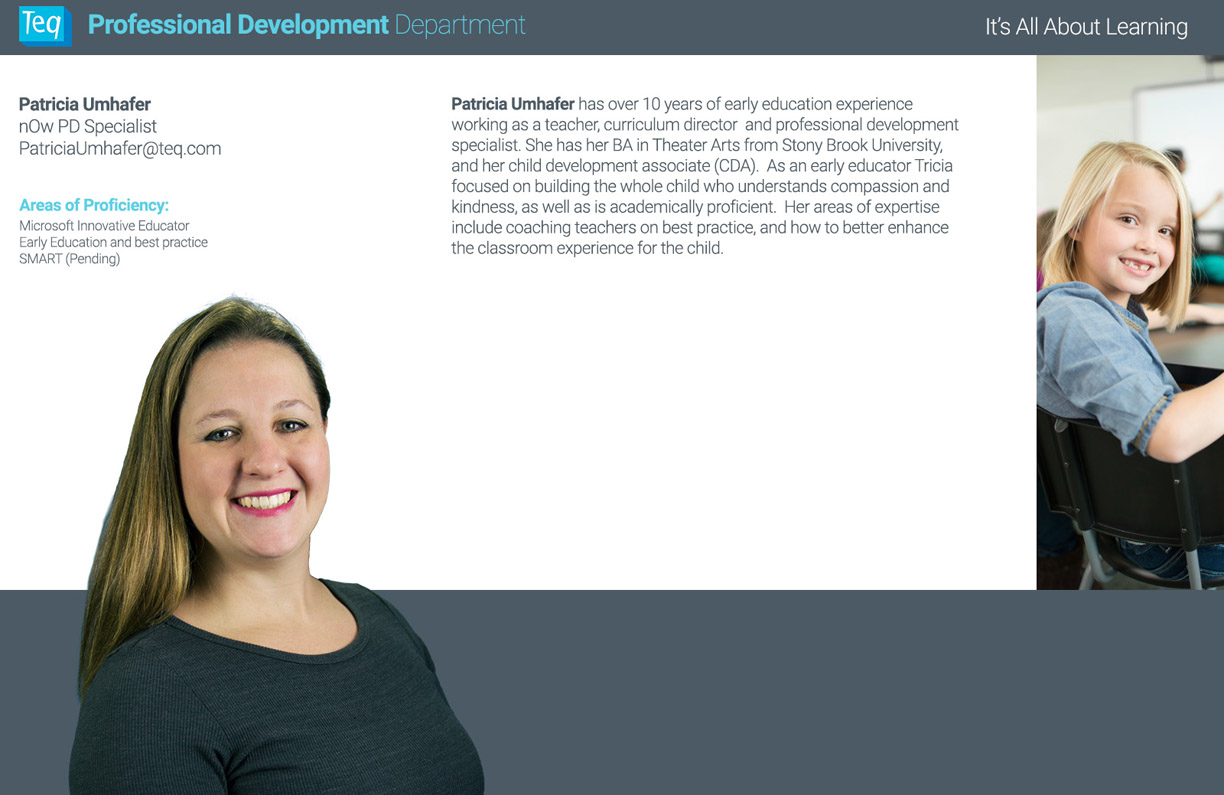 Teq
Professional Development Department
It's All About Learning
Patricia Umhafer
nOw PD Specialist
PatriciaUmhafer@teq.com
Areas of Proficiency:
Microsoft Innovative Educator
Early Education and best practice
SMART (Pending)
Patricia Umhafer has over 10 years of early education experience
working as a teacher, curriculum director  and professional development
specialist. She has her BA in Theater Arts from Stony Brook University,
and her child development associate (CDA).  As an early educator Tricia
focused on building the whole child who understands compassion and
kindness, as well as is academically proficient.  Her areas of expertise
include coaching teachers on best practice, and how to better enhance
the classroom experience for the child.